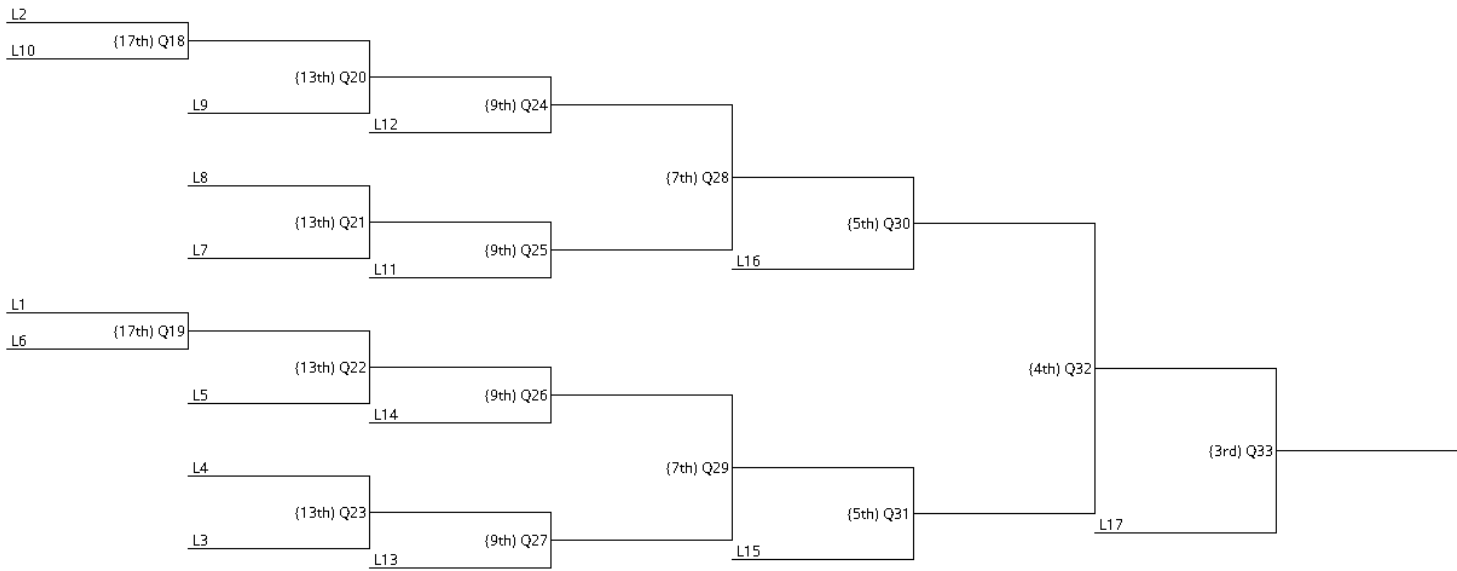 L2
{17th) Q18
L10
{13th) Q20
L9
{9th) Q24
L12
L8
{7th) Q28
{13th) Q21
{5th) Q30
L7
{9th) Q25
L11
L16
L1
{17th) Q19
L6
{13th) Q22
{4th) Q32
L5
{9th) Q26
L14
L4
{7th) Q29
{3rd) Q33
{13th) Q23
{5th) Q31
L17
L3
{9th) Q27
L13
L15